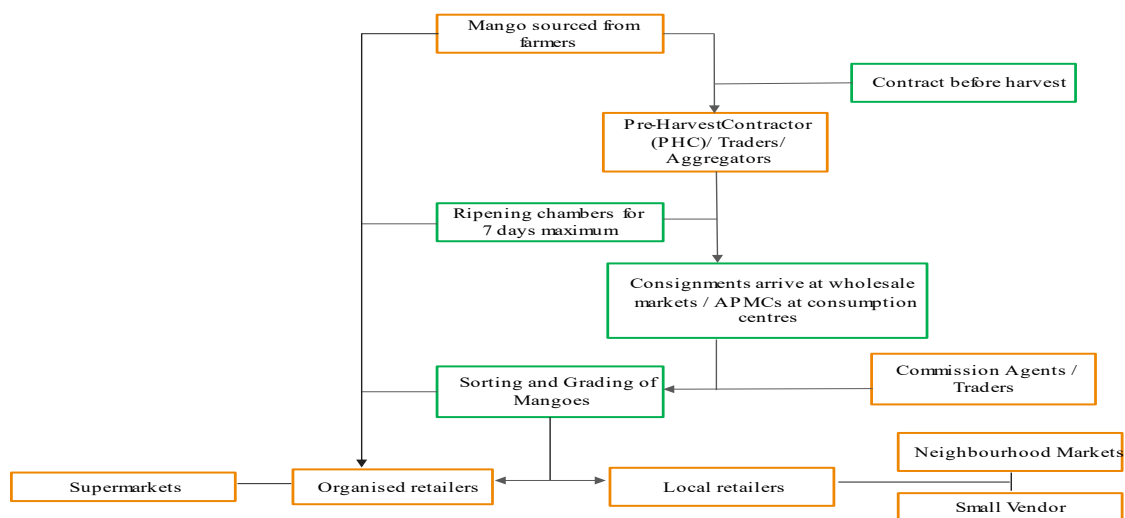 Mango sourced from
farmers
Contract before harvest
Pre-HarvestContractor
(PHC)/ Traders/
Aggregators
Ripening chambers for
7 days maximum
Consignments arrive at wholesale
markets / APMCs at consumption
centres
Sorting and Grading of
Mangoes
Commission Agents /
Traders
Neighbourhood Markets
Supermarkets
Organised retailers
Local retailers
Small Vendor